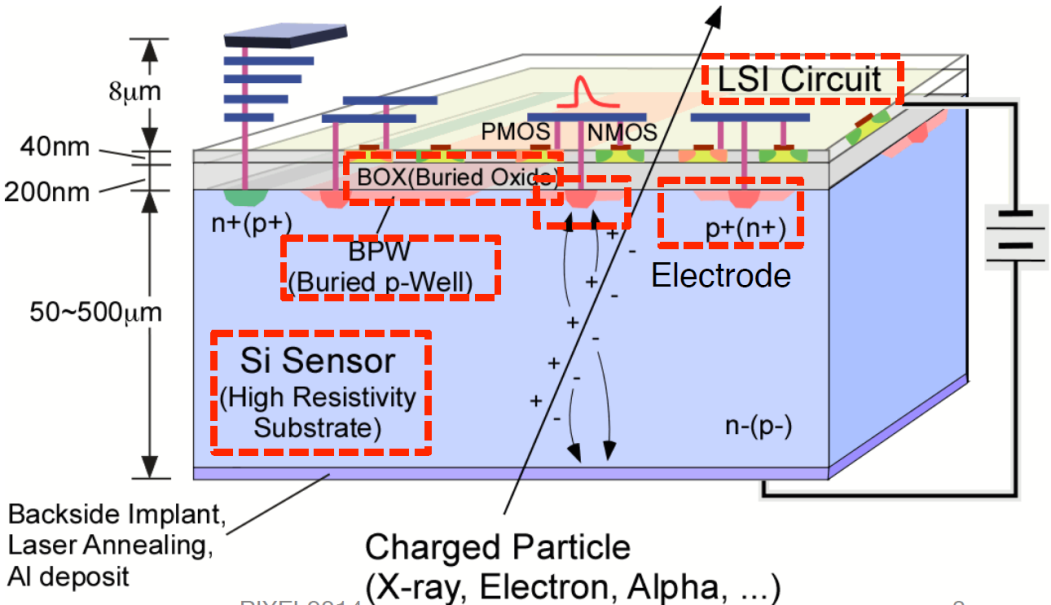 LSI Circuit
8μm
PMOS
NMOS
40nm
BOX(Buried Oxide)
200nm
n+(p+)
p+(n+)
+
-
BPW
(Buried p-Well)
Electrode
+
-
50~500μm
+
-
Si Sensor
(High Resistivity
Substrate)
+
-
+
-
n-(p-)
Backside Implant,
Laser Annealing,
Al deposit
Charged Particle
(X-ray, Electron, Alpha, ...)